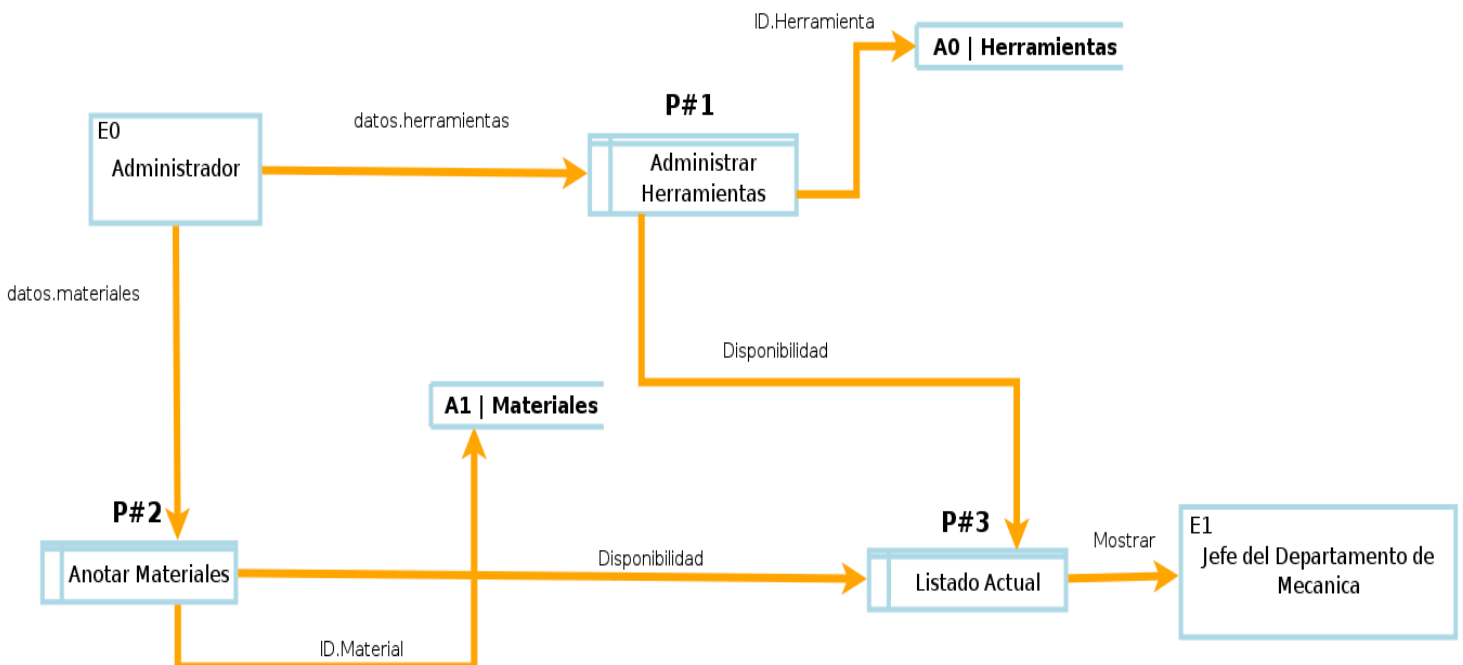 ID.Herramienta
A0 | Herramientas
P#1
E0
Administrador
datos.herramientas
Administrar
Herramientas
datos.materiales
Disponibilidad
A1 | Materiales
P#2
Anotar Materiales
Disponibilidad
ID.Material
P#3
Listado Actual
Mostrar
E1
Jefe del Departamento de
Mecanica